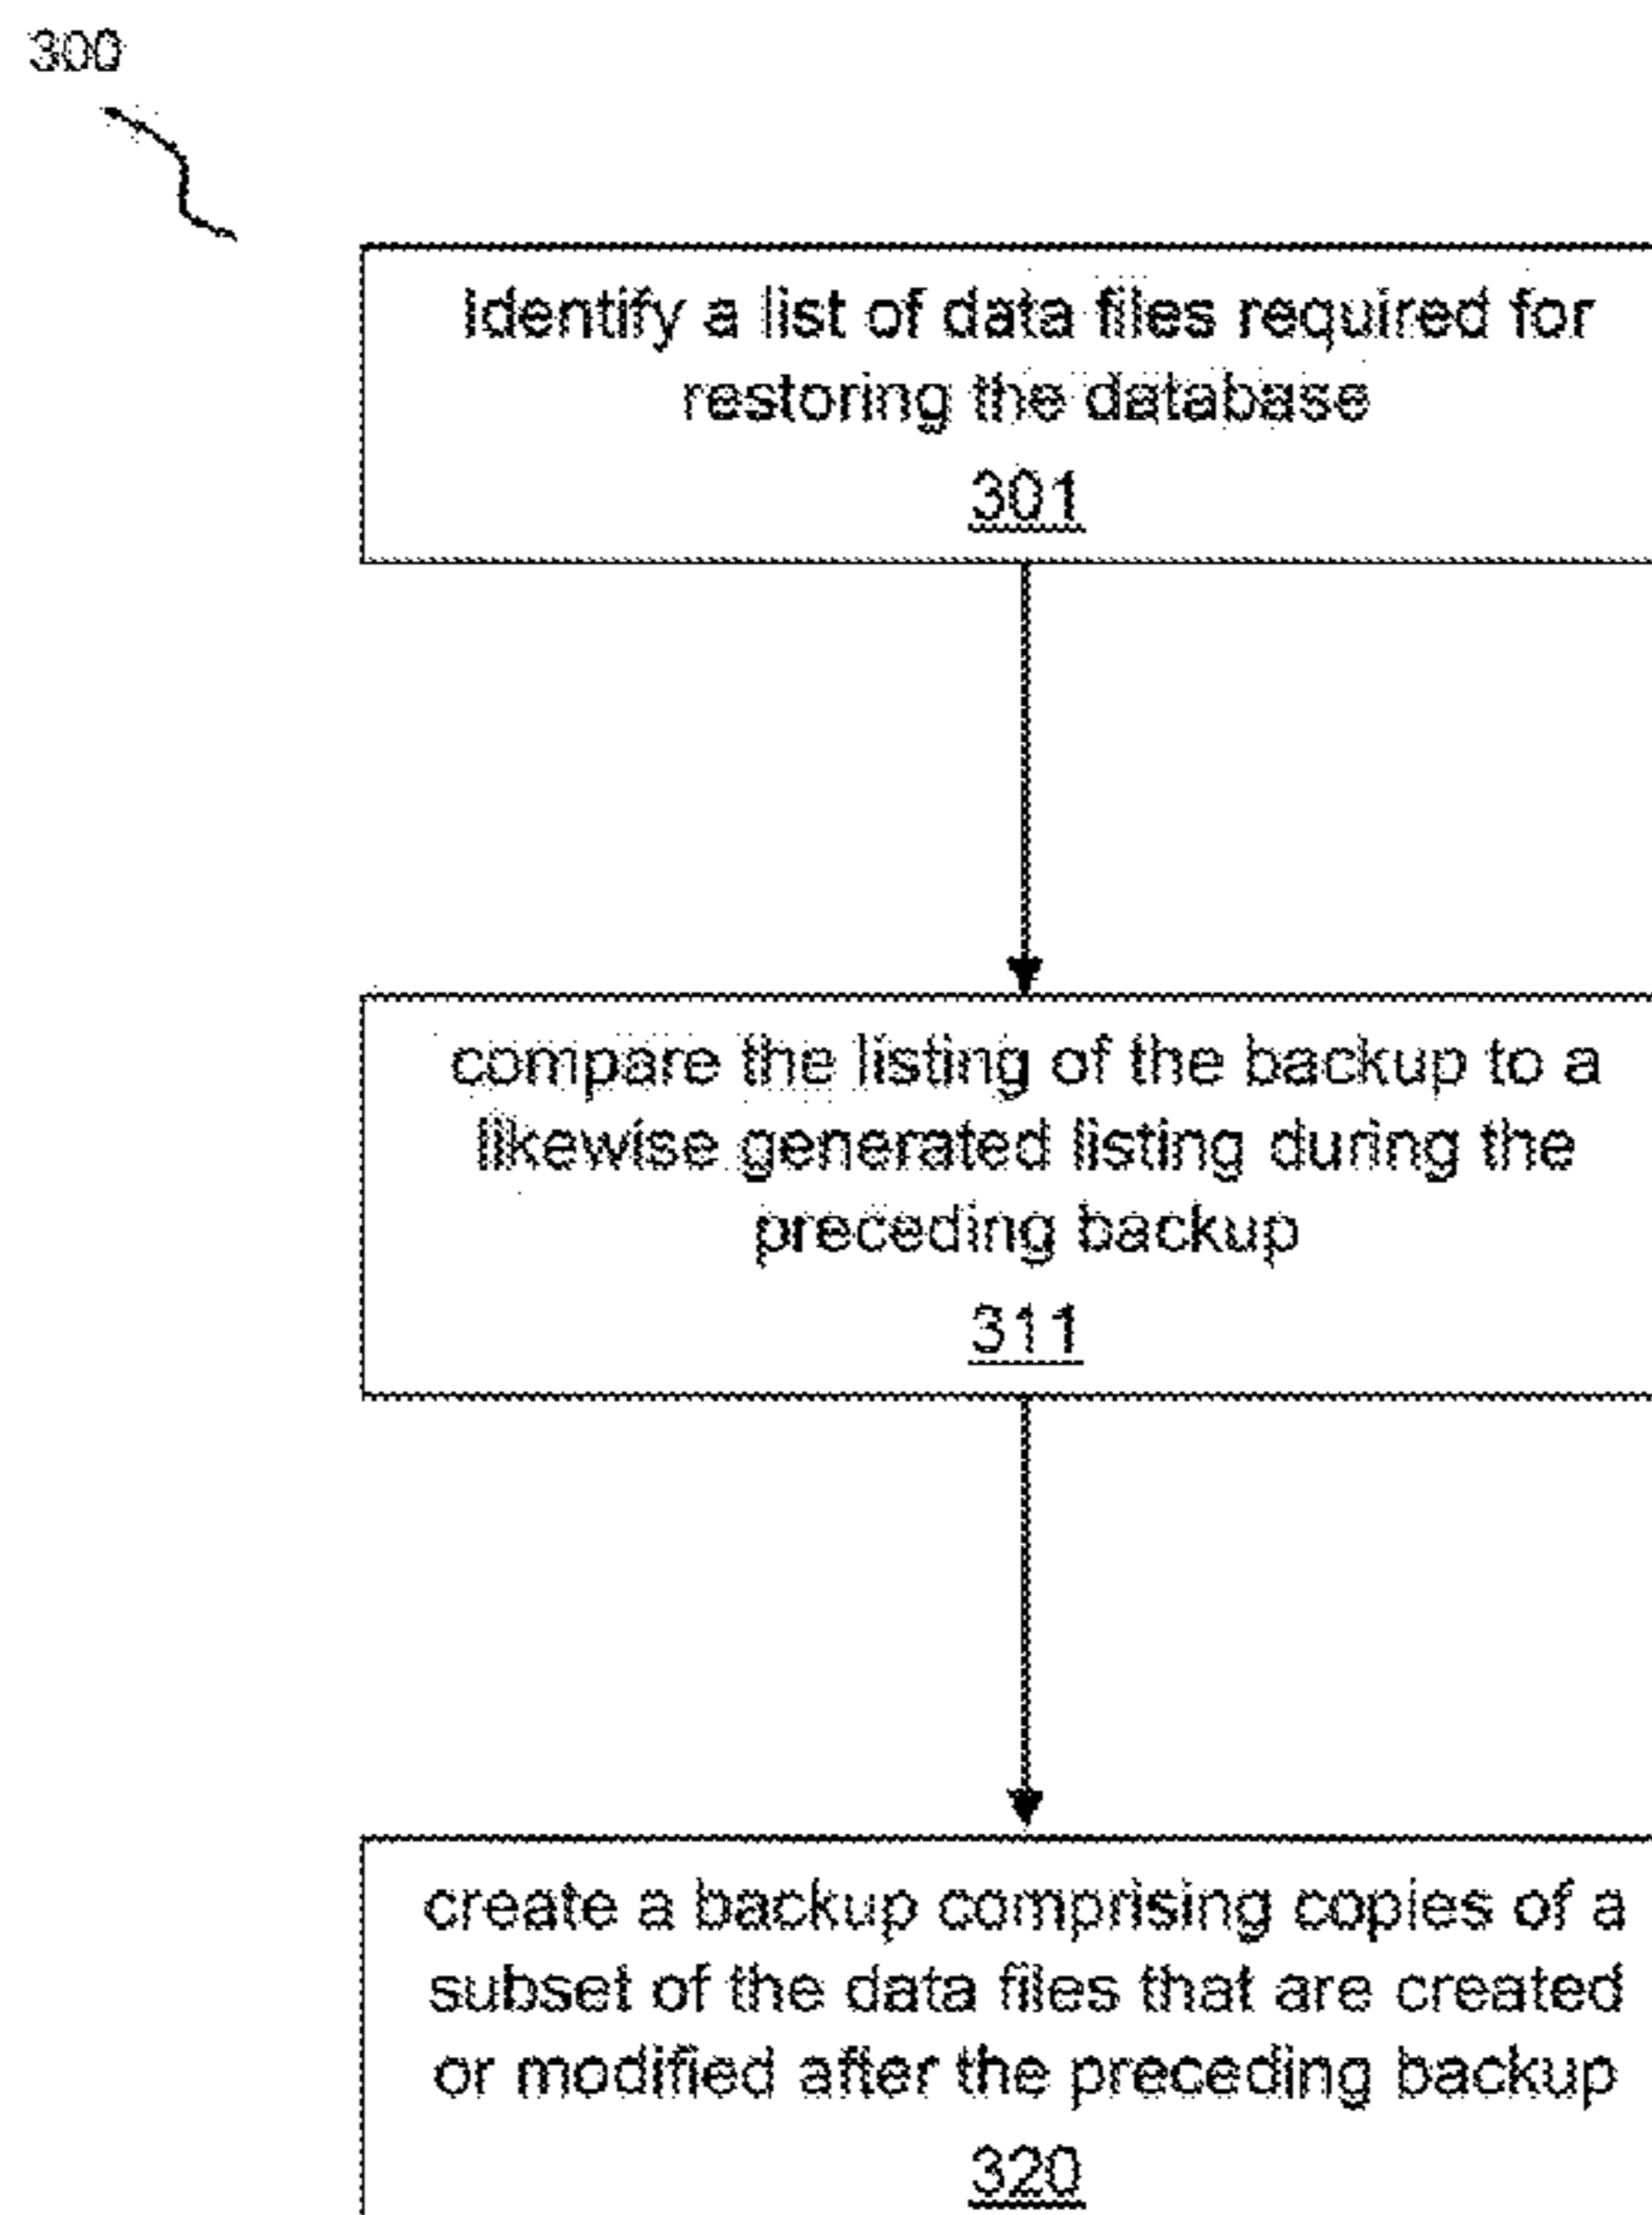 300
Identify a list of data files required for
restoring the database
301
compare the listing of the backup to a
likewise generated listing during the
preceding backup
311
create a backup comprising copies of a
subset of the data files that are created
or modified after the preceding backup
320